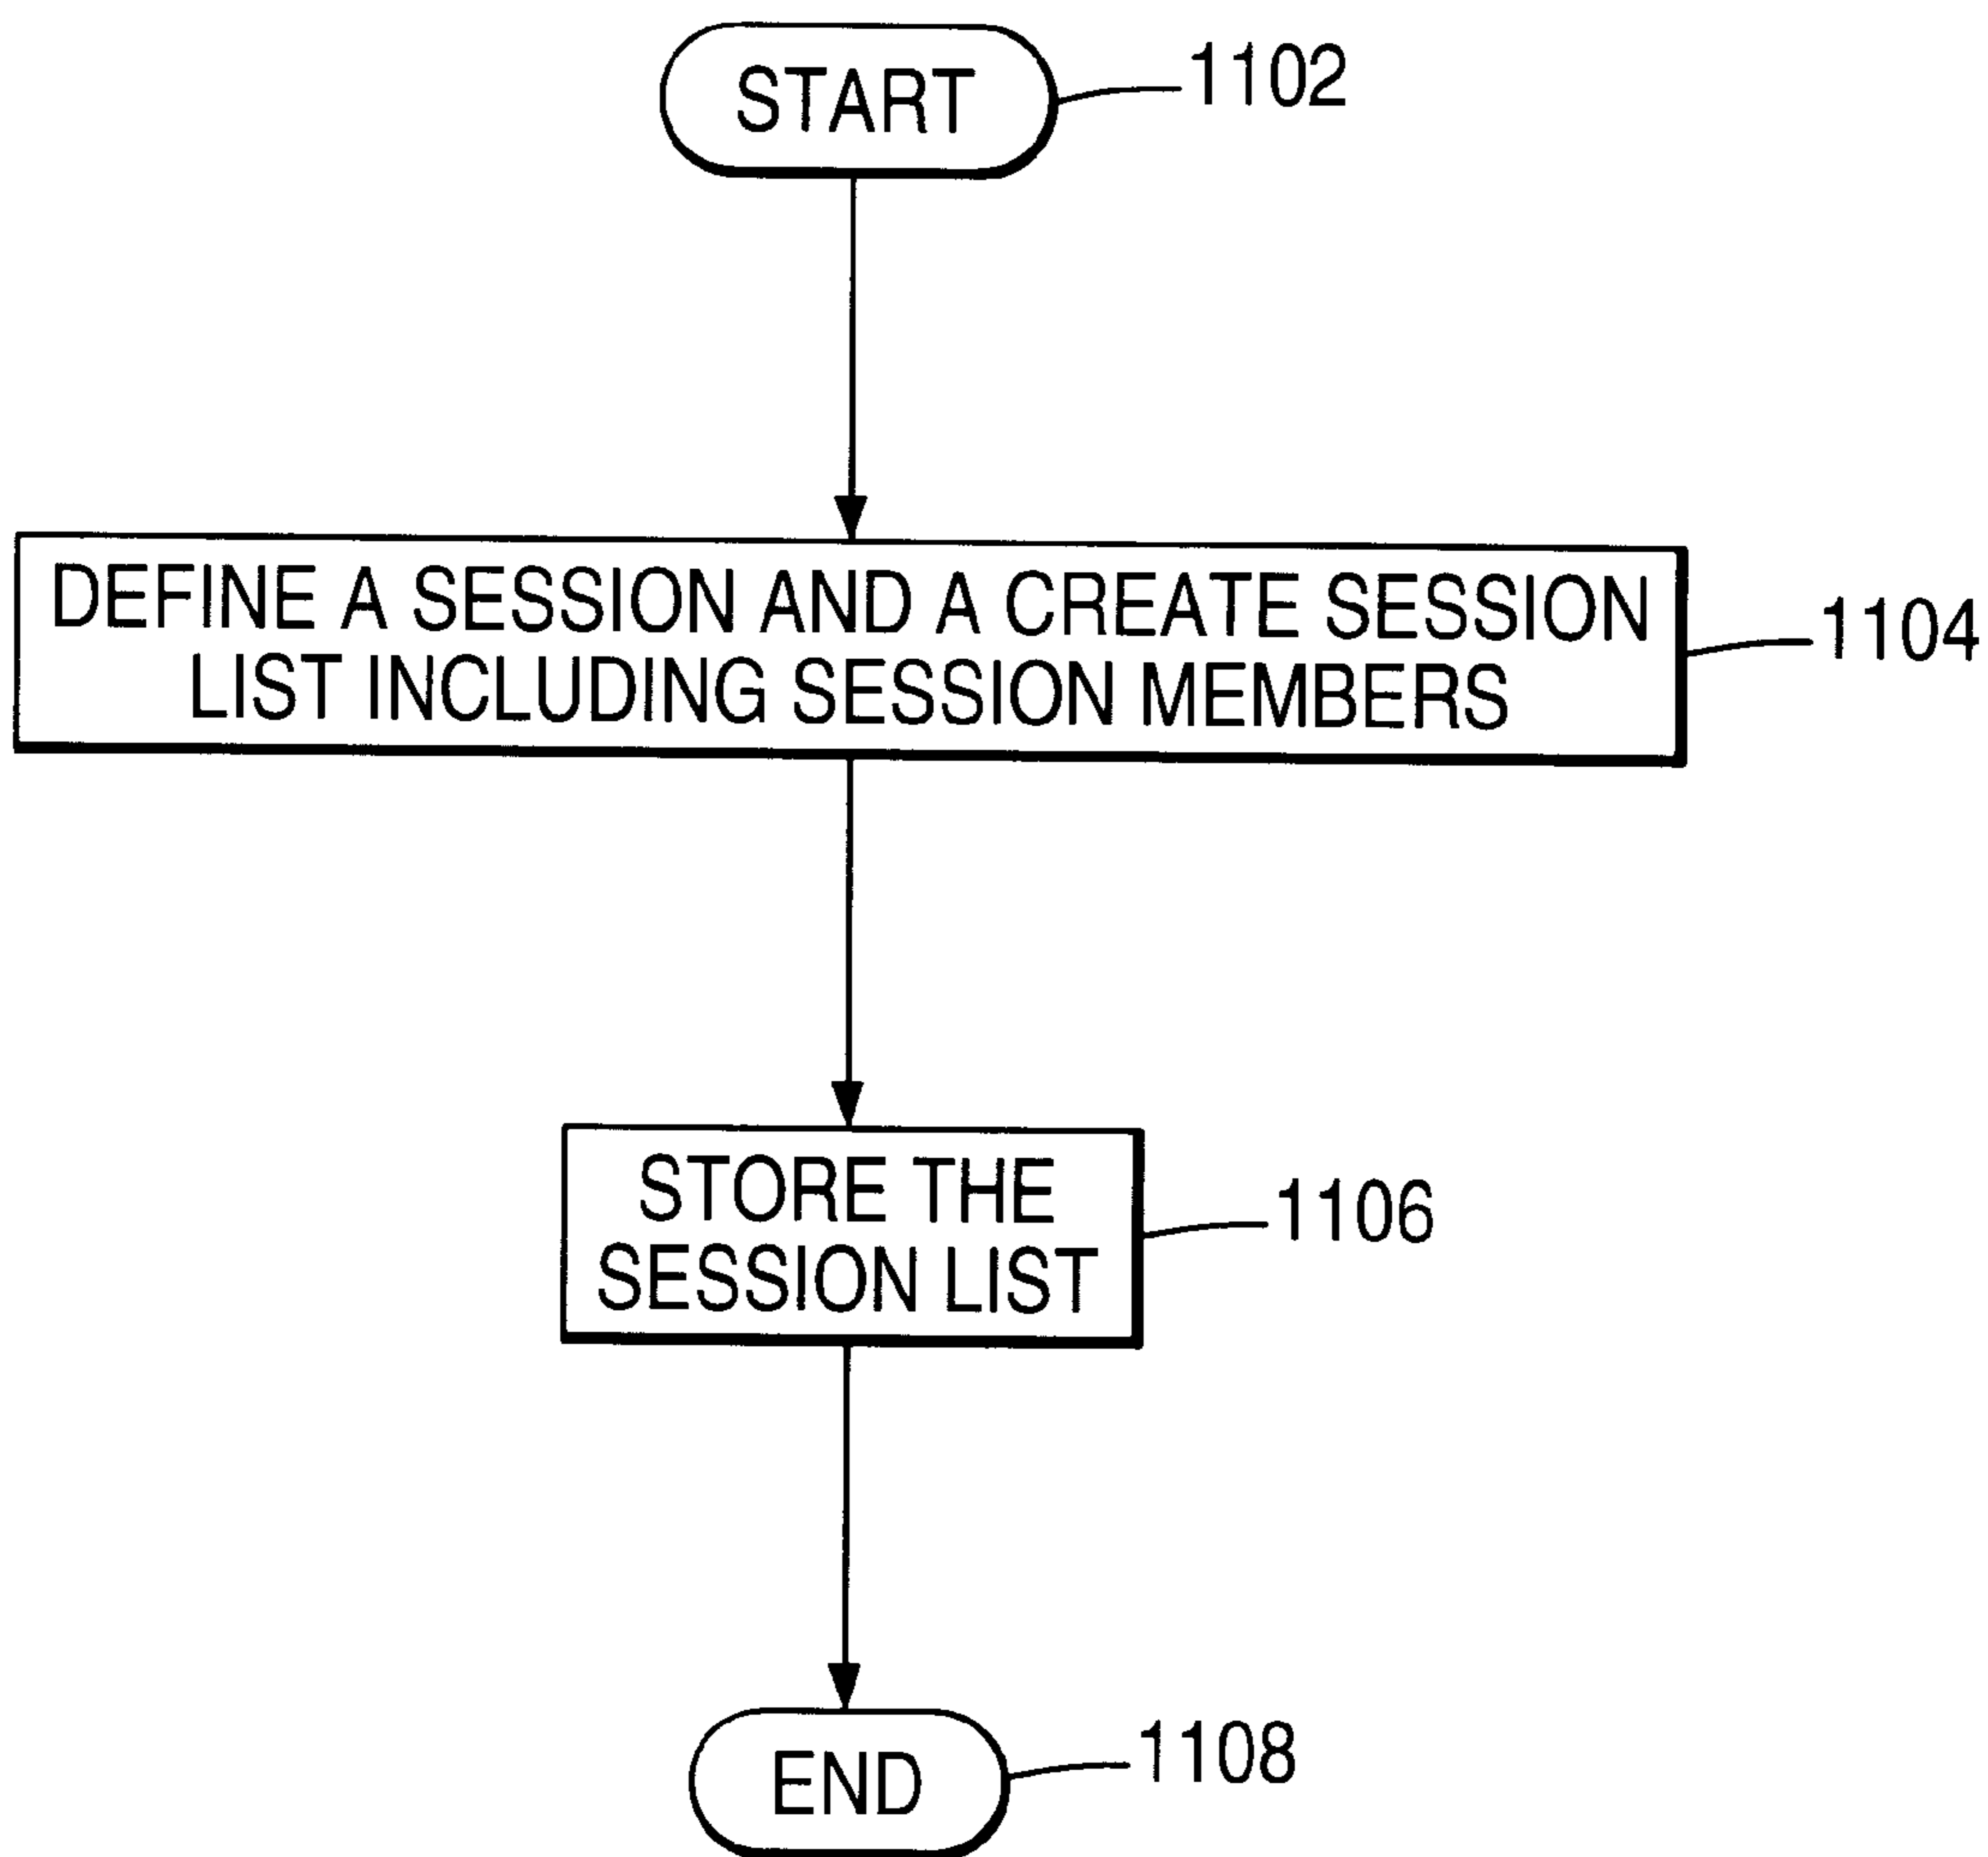 START
1102
DEFINE A SESSION AND A CREATE SESSION
LIST INCLUDING SESSION MEMBERS
1104
STORE THE
SESSION LIST
1106
END
1108